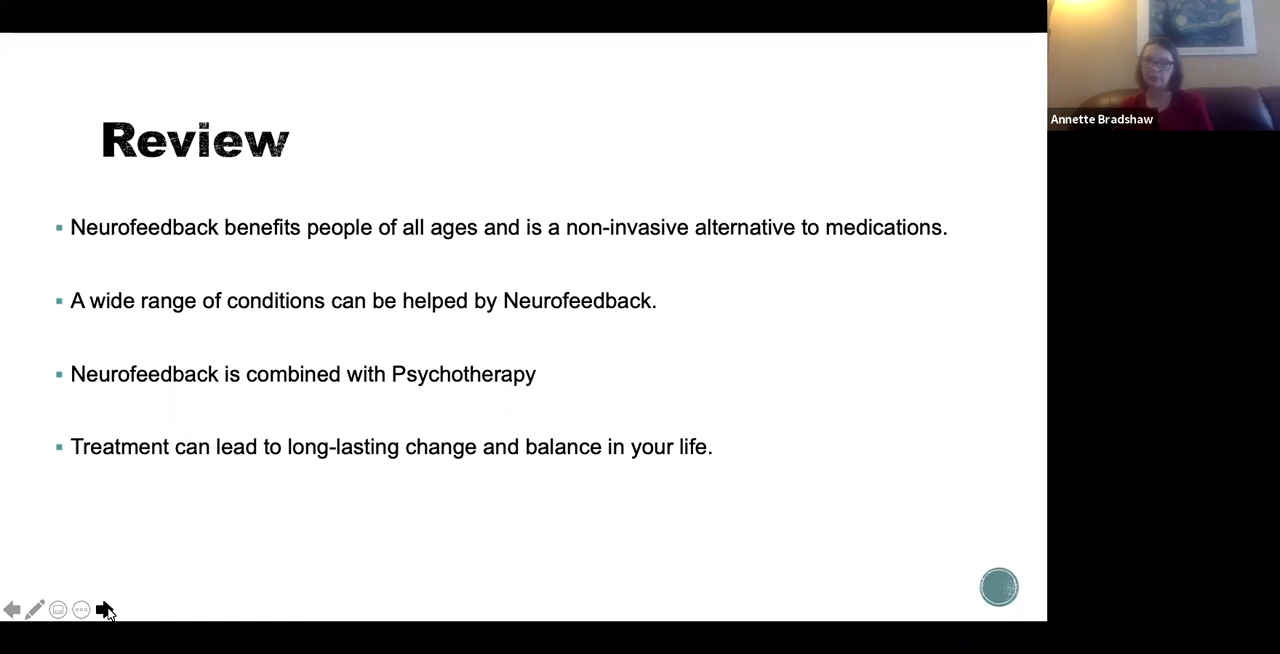 Review
Neurofeedback benefits people of all ages and is a non-invasive alternative to medications.
A wide range of conditions can be helped by Neurofeedback.
Neurofeedback is combined with Psychotherapy
Treatment can lead to long-lasting change and balance in your life.
Annette Bradshaw